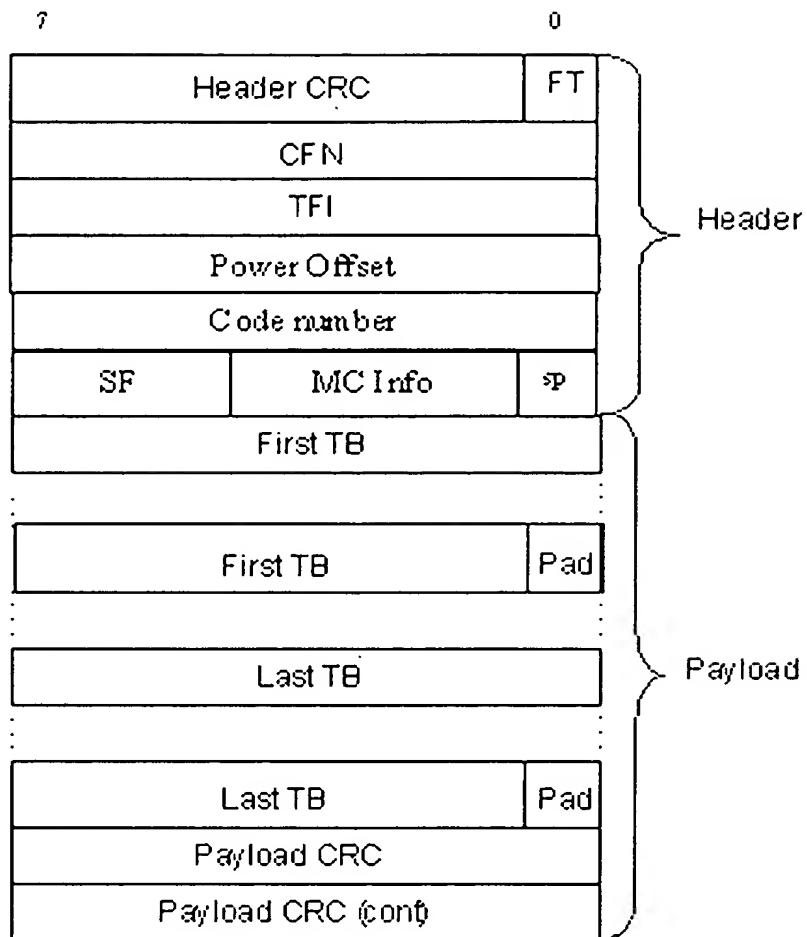 7 0
Header CRC FT
CFN
TFI
Header
Power Offset
Code number
SF MC Info sp
First TB
First TB Pad
Last TB
Payload
Last TB Pad
Payload CRC
Payload CRC (cont)